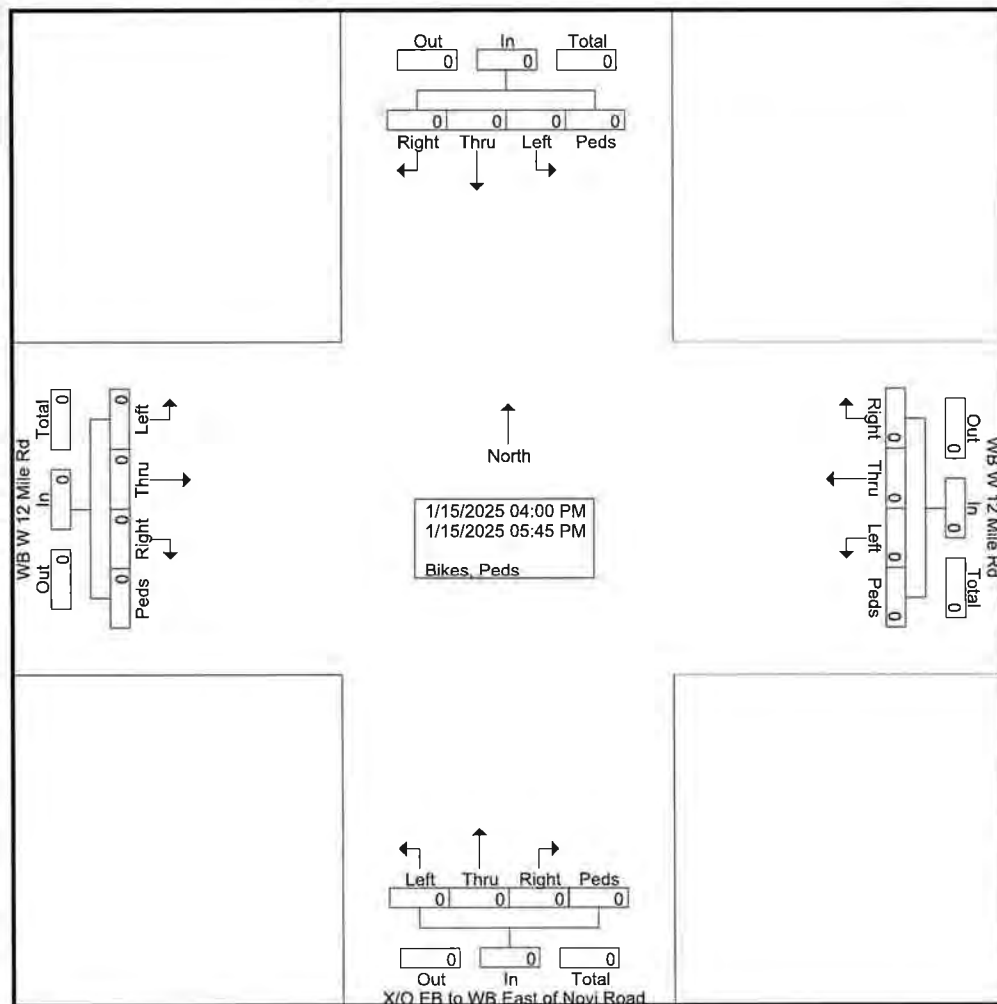 Out In Total
0 0 0
0 0 0 0
Right Thru Left Peds
WB W 12 Mile Rd
Total In Out
0 0 0
0 0 0 0
Left Thru Right Peds
North
1/15/2025 04:00 PM
1/15/2025 05:45 PM
Bikes, Peds
Right Thru Left Peds
0 0 0 0
0 0 0
Out In Total
WB W 12 Mile Rd
Left Thru Right Peds
0 0 0 0
0 0 0
Out In Total
X/O EB to WB East of Novi Road